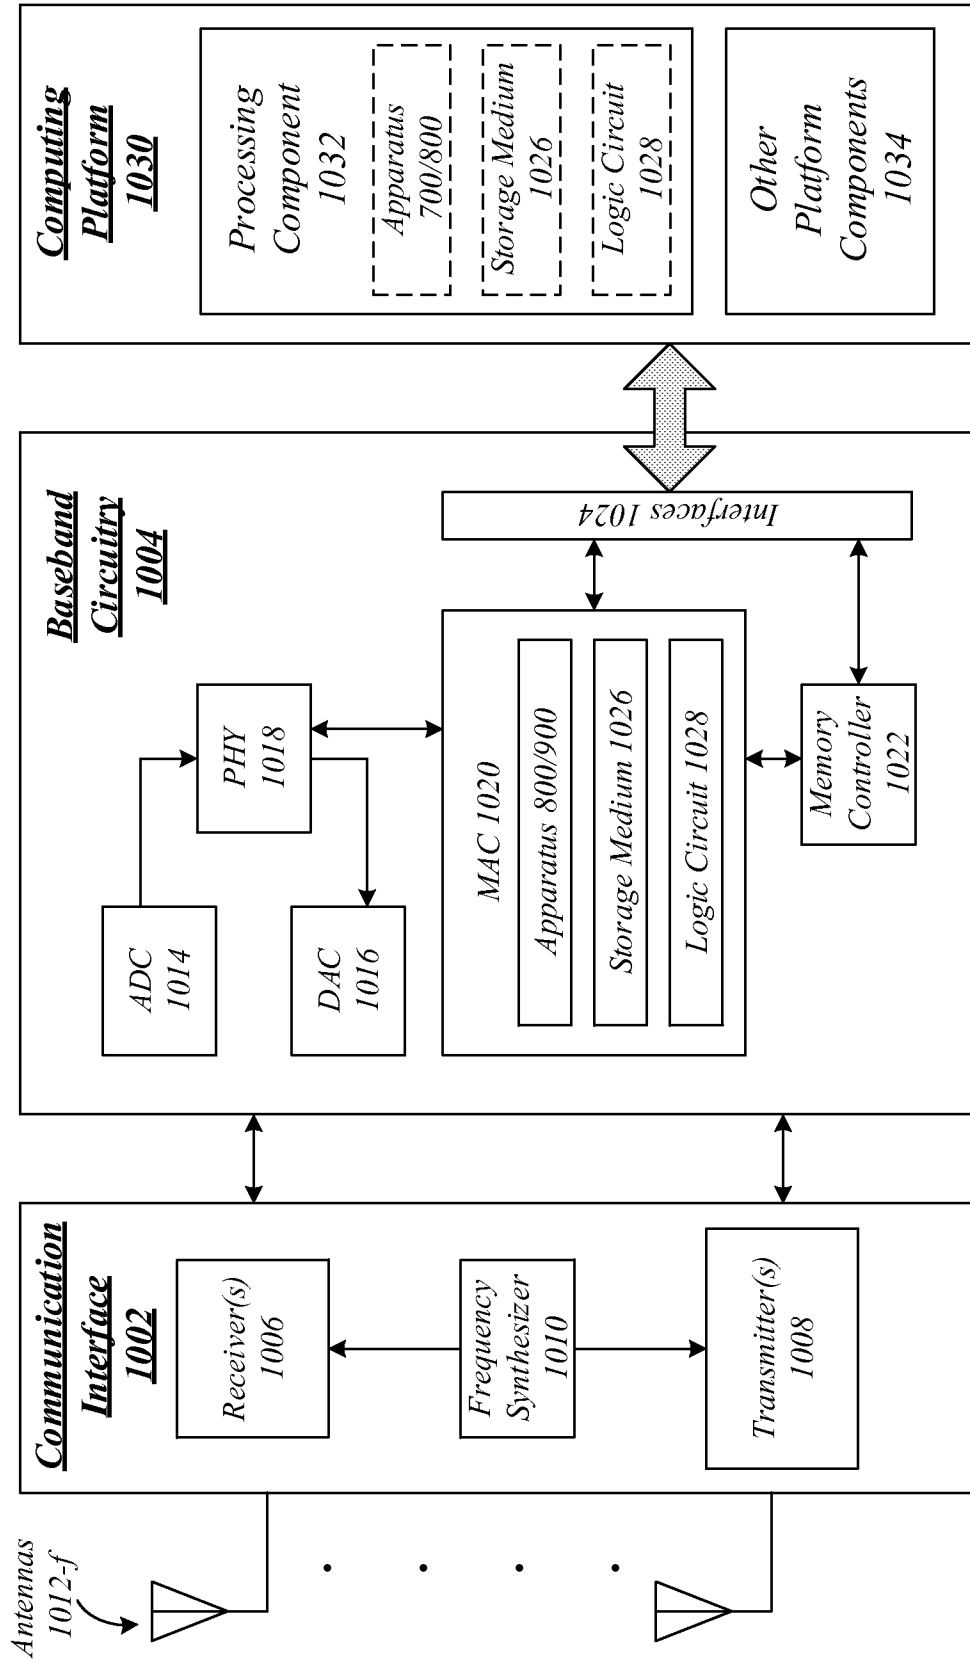 Antennas
1012-f
Communication
Interface
1002
Receiver(s)
1006
Frequency
Synthesizer
1010
Transmitter(s)
1008
Baseband
Circuitry
1004
ADC
1014
PHY
1018
DAC
1016
MAC 1020
Apparatus 800/900
Storage Medium 1026
Logic Circuit 1028
Memory
Controller
1022
Interfaces 1024
Computing
Platform
1030
Processing
Component
1032
Apparatus
700/800
Storage Medium
1026
Logic Circuit
1028
Other
Platform
Components
1034